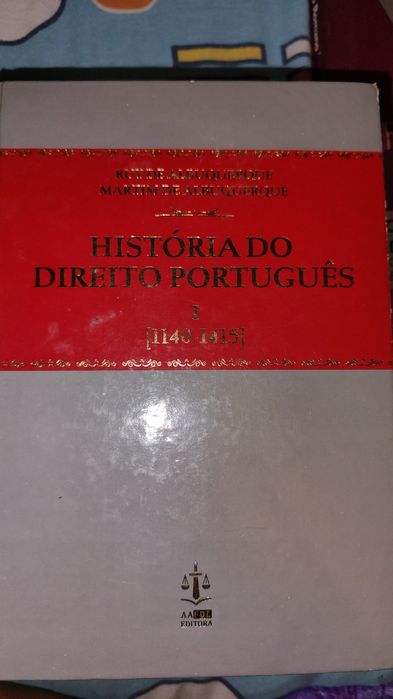 RUY DE ALBUQUERQUE
MARTIM DE ALBUQUERQUE
HISTÓRIA DO
DIREITO PORTUGUÊS
I
[1140-1415]
AAFDL
EDITORA